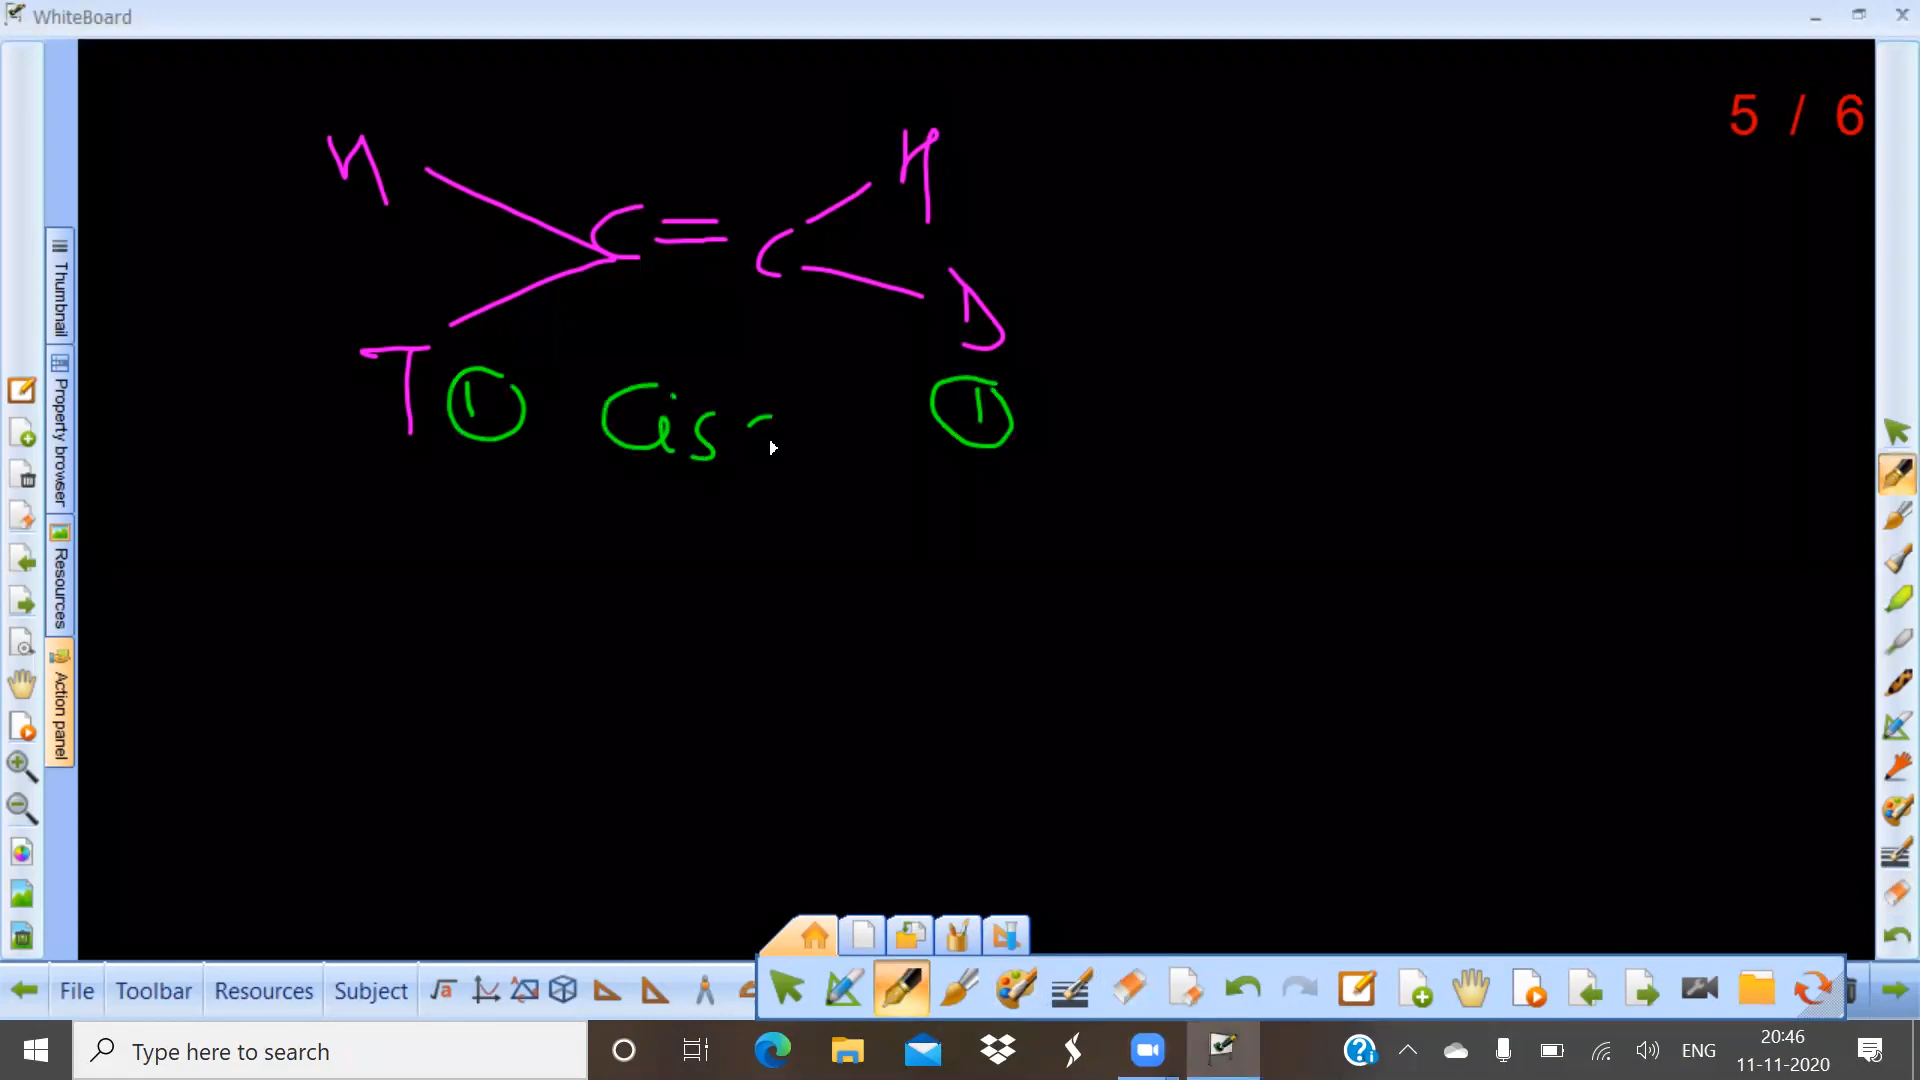 WhiteBoard
5 / 6
H H
C = C
T D
① Cis - ①
Thumbnail
Property browser
Resources
Action panel
File Toolbar Resources Subject
Type here to search
ENG
20:46
11-11-2020